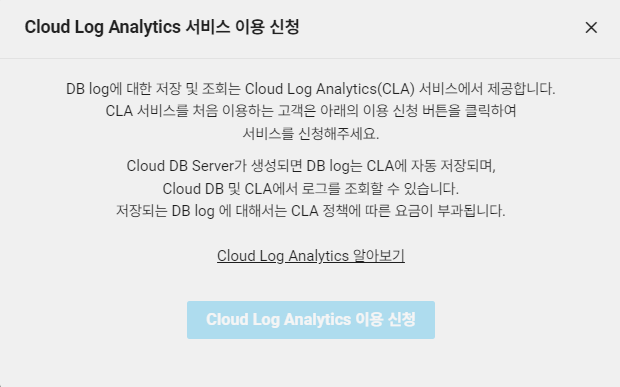 Cloud Log Analytics 서비스 이용 신청
DB log에 대한 저장 및 조회는 Cloud Log Analytics(CLA) 서비스에서 제공합니다.
CLA 서비스를 처음 이용하는 고객은 아래의 이용 신청 버튼을 클릭하여
서비스를 신청해주세요.
Cloud DB Server가 생성되면 DB log는 CLA에 자동 저장되며,
Cloud DB 및 CLA에서 로그를 조회할 수 있습니다.
저장되는 DB log 에 대해서는 CLA 정책에 따른 요금이 부과됩니다.
Cloud Log Analytics 알아보기
Cloud Log Analytics 이용 신청